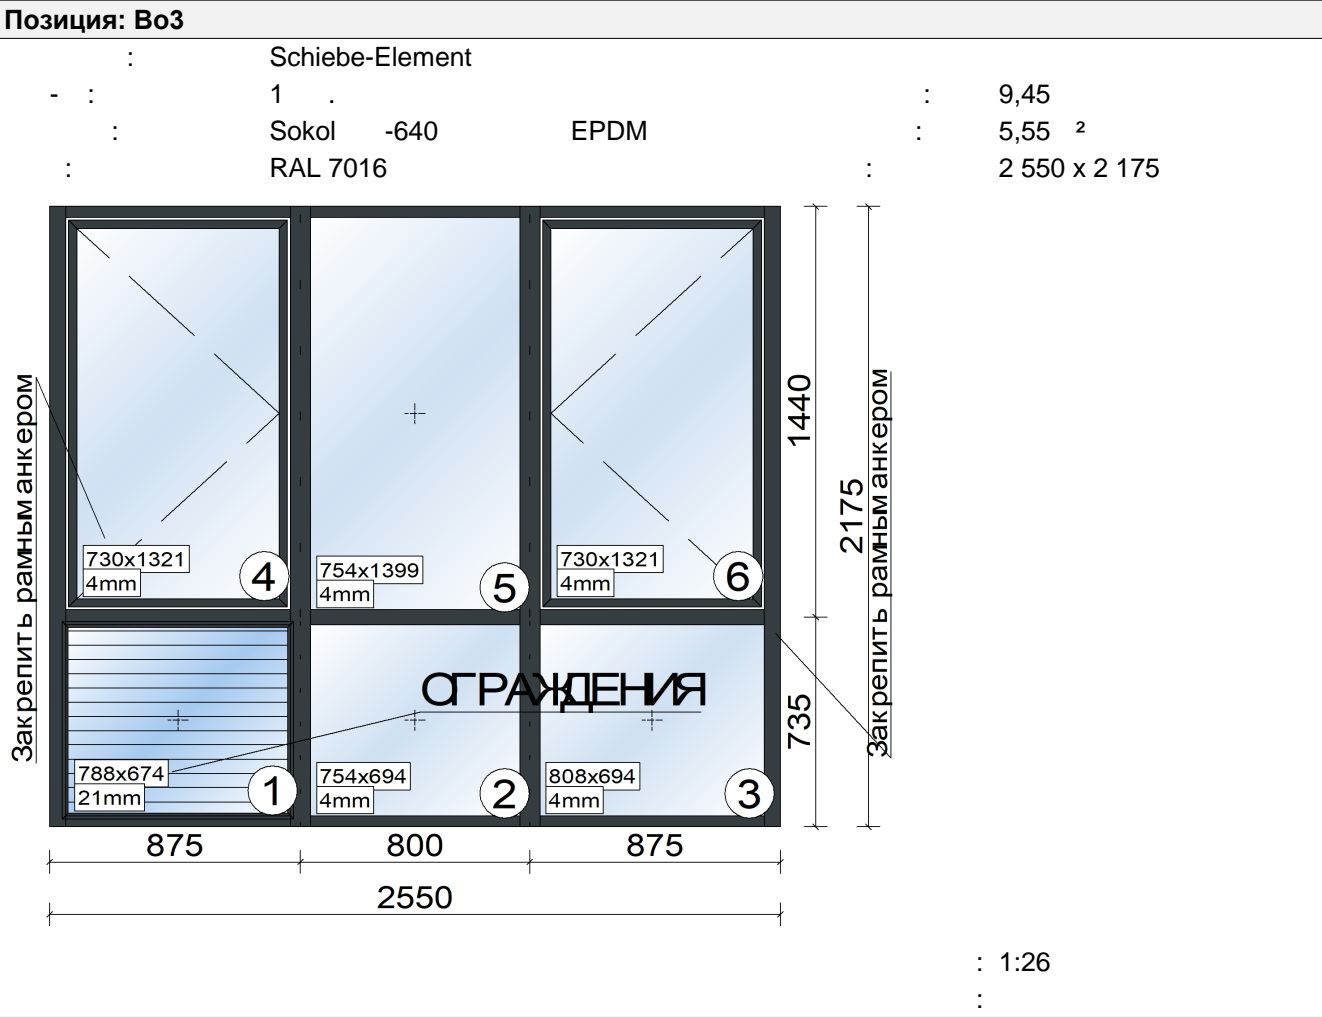 Позиция: Во3
: Schiebe-Element
- : 1 . : 9,45
: Sokol -640 EPDM : 5,55 ²
: RAL 7016 : 2 550 x 2 175
Закрепить рамным анкером
730x1321
4mm
4
754x1399
4mm
5
730x1321
4mm
6
1440
2175
Закрепить рамным анкером
ОГРАЖДЕНИЯ
788x674
21mm
1
754x694
4mm
2
808x694
4mm
3
735
875
800
875
2550
: 1:26
: